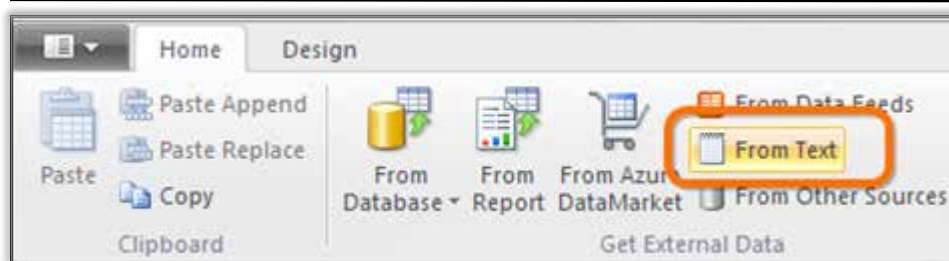 Home Design
Paste
Paste Append
Paste Replace
Copy
Clipboard
From
Database
From
Report
From Azure
DataMarket
From Data Feeds
From Text
From Other Sources
Get External Data